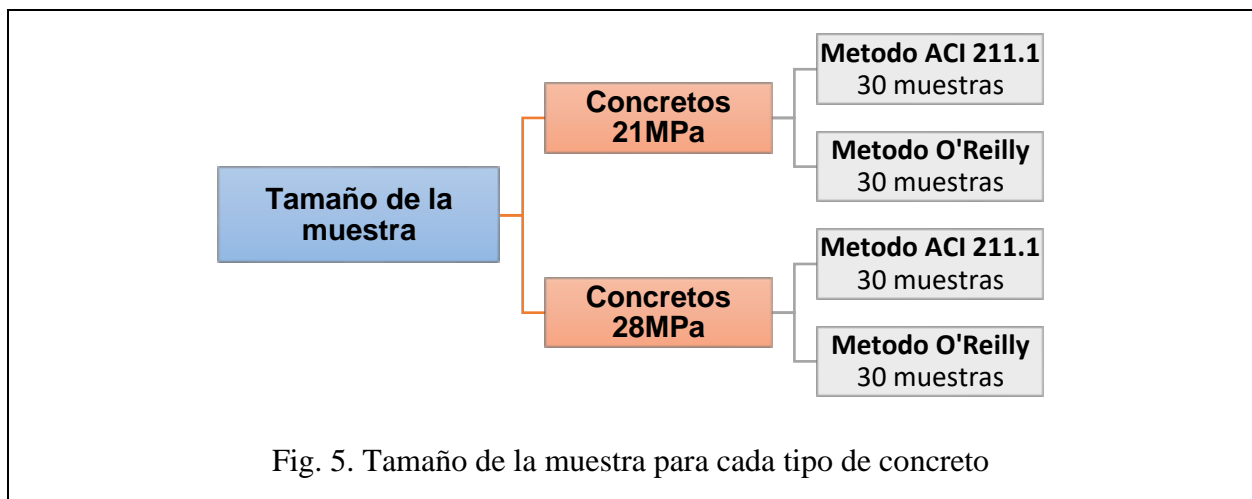 Tamaño de la
muestra
Concretos
21MPa
Metodo ACI 211.1
30 muestras
Metodo O'Reilly
30 muestras
Concretos
28MPa
Metodo ACI 211.1
30 muestras
Metodo O'Reilly
30 muestras
Fig. 5. Tamaño de la muestra para cada tipo de concreto